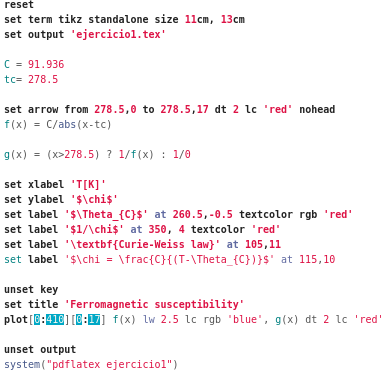 reset
set term tikz standalone size 11cm, 13cm
set output 'ejercicio1.tex'
C = 91.936
tc= 278.5
set arrow from 278.5,0 to 278.5,17 dt 2 lc 'red' nohead
f(x) = C/abs(x-tc)
g(x) = (x>278.5) ? 1/f(x) : 1/0
set xlabel 'T[K]'
set ylabel '$\chi$'
set label '$\Theta_{C}$' at 260.5,-0.5 textcolor rgb 'red'
set label '$1/\chi$' at 350, 4 textcolor 'red'
set label '\textbf{Curie-Weiss law}' at 105,11
set label '$\chi = \frac{C}{(T-\Theta_{C})}$' at 115,10
unset key
set title 'Ferromagnetic susceptibility'
plot[0:410][0:17] f(x) lw 2.5 lc rgb 'blue', g(x) dt 2 lc 'red'
unset output
system("pdflatex ejercicio1")